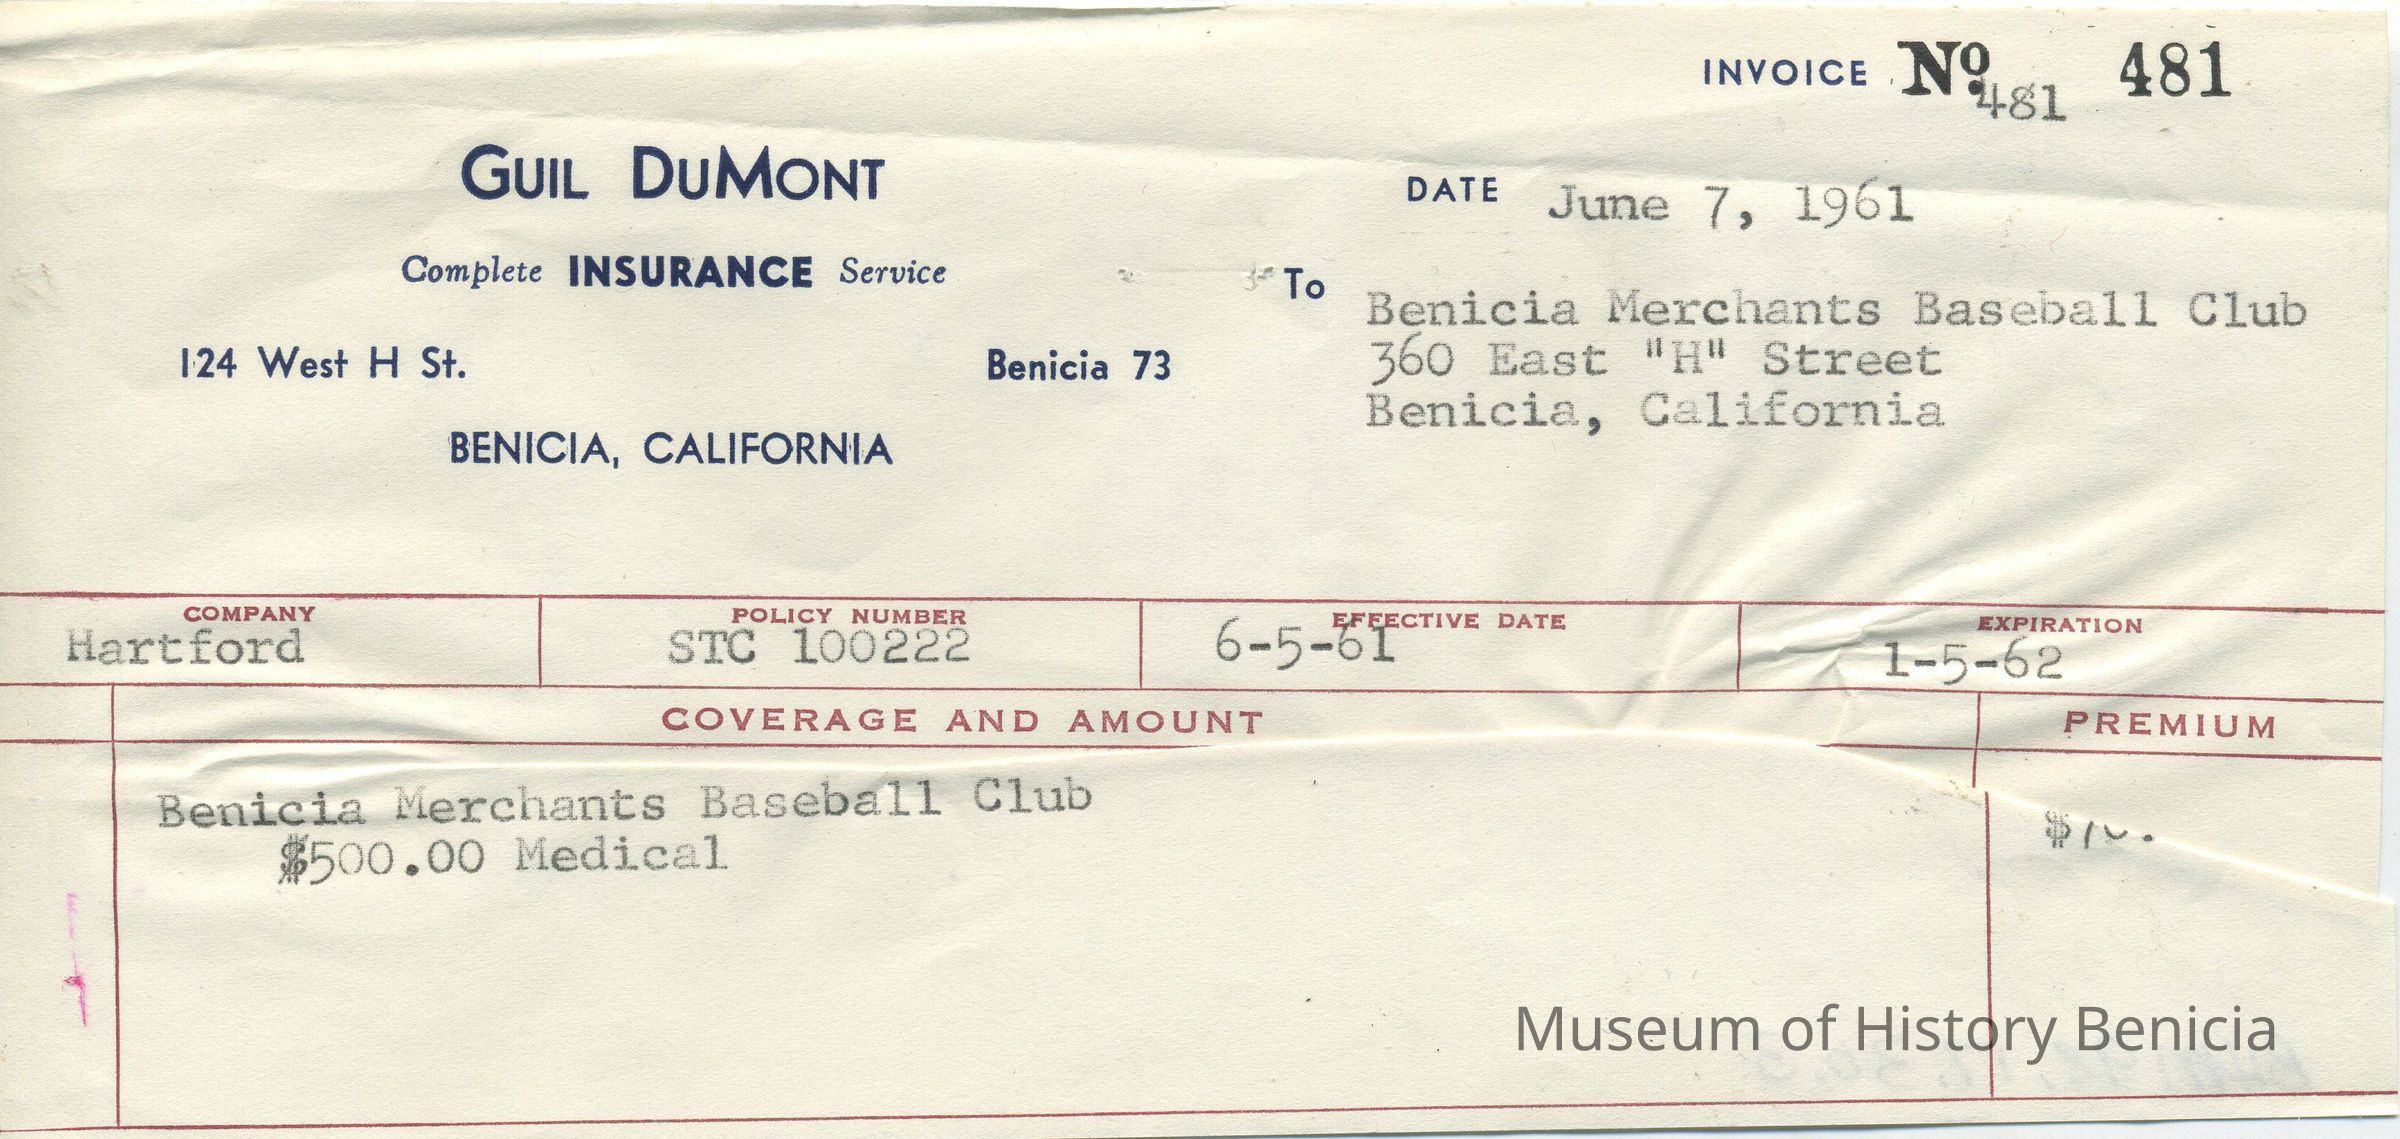 INVOICE No. 481
481
GUIL DUMONT
Complete INSURANCE Service
124 West H St. Benicia 73
BENICIA, CALIFORNIA
DATE June 7, 1961
To Benicia Merchants Baseball Club
360 East "H" Street
Benicia, California
COMPANY POLICY NUMBER EFFECTIVE DATE EXPIRATION
Hartford STC 100222 6-5-61 1-5-62
COVERAGE AND AMOUNT PREMIUM
Benicia Merchants Baseball Club
$500.00 Medical
Museum of History Benicia